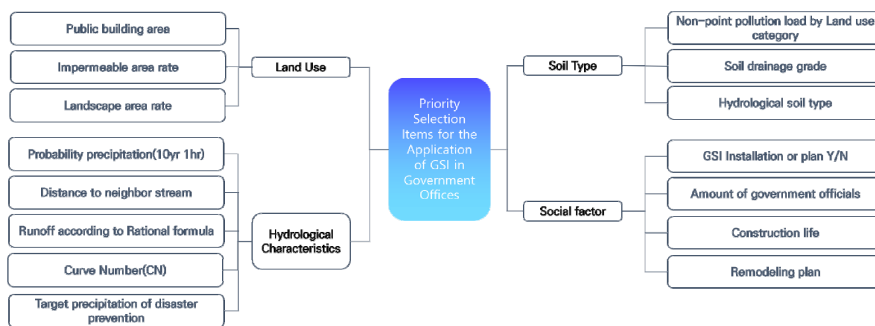 Public building area
Impermeable area rate
Landscape area rate
Land Use
Probability precipitation(10yr 1hr)
Distance to neighbor stream
Runoff according to Rational formula
Curve Number(CN)
Target precipitation of disaster
prevention
Hydrological
Characteristics
Priority
Selection
Items for the
Application
of GSI in
Government
Offices
Soil Type
Non-point pollution load by Land use
category
Soil drainage grade
Hydrological soil type
Social factor
GSI Installation or plan Y/N
Amount of government officials
Construction life
Remodeling plan